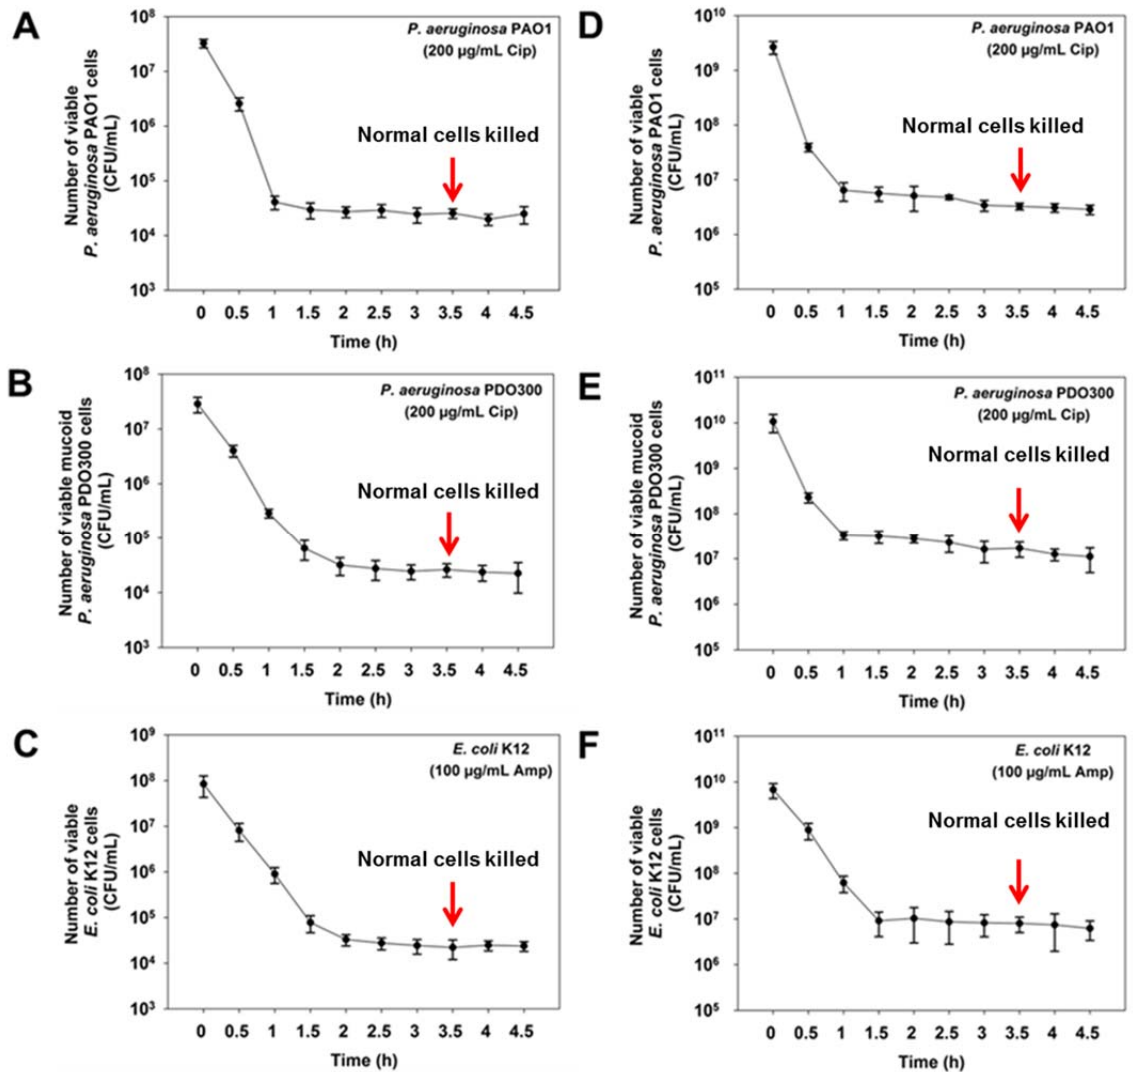 A
Number of viable
P. aeruginosa PAO1 cells
(CFU/mL)
10⁸
10⁷
10⁶
10⁵
10⁴
10³
P. aeruginosa PAO1
(200 µg/mL Cip)
Normal cells killed
0 0.5 1 1.5 2 2.5 3 3.5 4 4.5
Time (h)
D
Number of viable
P. aeruginosa PAO1 cells
(CFU/mL)
10¹⁰
10⁹
10⁸
10⁷
10⁶
10⁵
P. aeruginosa PAO1
(200 µg/mL Cip)
Normal cells killed
0 0.5 1 1.5 2 2.5 3 3.5 4 4.5
Time (h)
B
Number of viable mucoid
P. aeruginosa PDO300 cells
(CFU/mL)
10⁸
10⁷
10⁶
10⁵
10⁴
10³
P. aeruginosa PDO300
(200 µg/mL Cip)
Normal cells killed
0 0.5 1 1.5 2 2.5 3 3.5 4 4.5
Time (h)
E
Number of viable mucoid
P. aeruginosa PDO300 cells
(CFU/mL)
10¹¹
10¹⁰
10⁹
10⁸
10⁷
10⁶
10⁵
P. aeruginosa PDO300
(200 µg/mL Cip)
Normal cells killed
0 0.5 1 1.5 2 2.5 3 3.5 4 4.5
Time (h)
C
Number of viable
E. coli K12 cells
(CFU/mL)
10⁹
10⁸
10⁷
10⁶
10⁵
10⁴
10³
E. coli K12
(100 µg/mL Amp)
Normal cells killed
0 0.5 1 1.5 2 2.5 3 3.5 4 4.5
Time (h)
F
Number of viable
E. coli K12 cells
(CFU/mL)
10¹¹
10¹⁰
10⁹
10⁸
10⁷
10⁶
10⁵
E. coli K12
(100 µg/mL Amp)
Normal cells killed
0 0.5 1 1.5 2 2.5 3 3.5 4 4.5
Time (h)